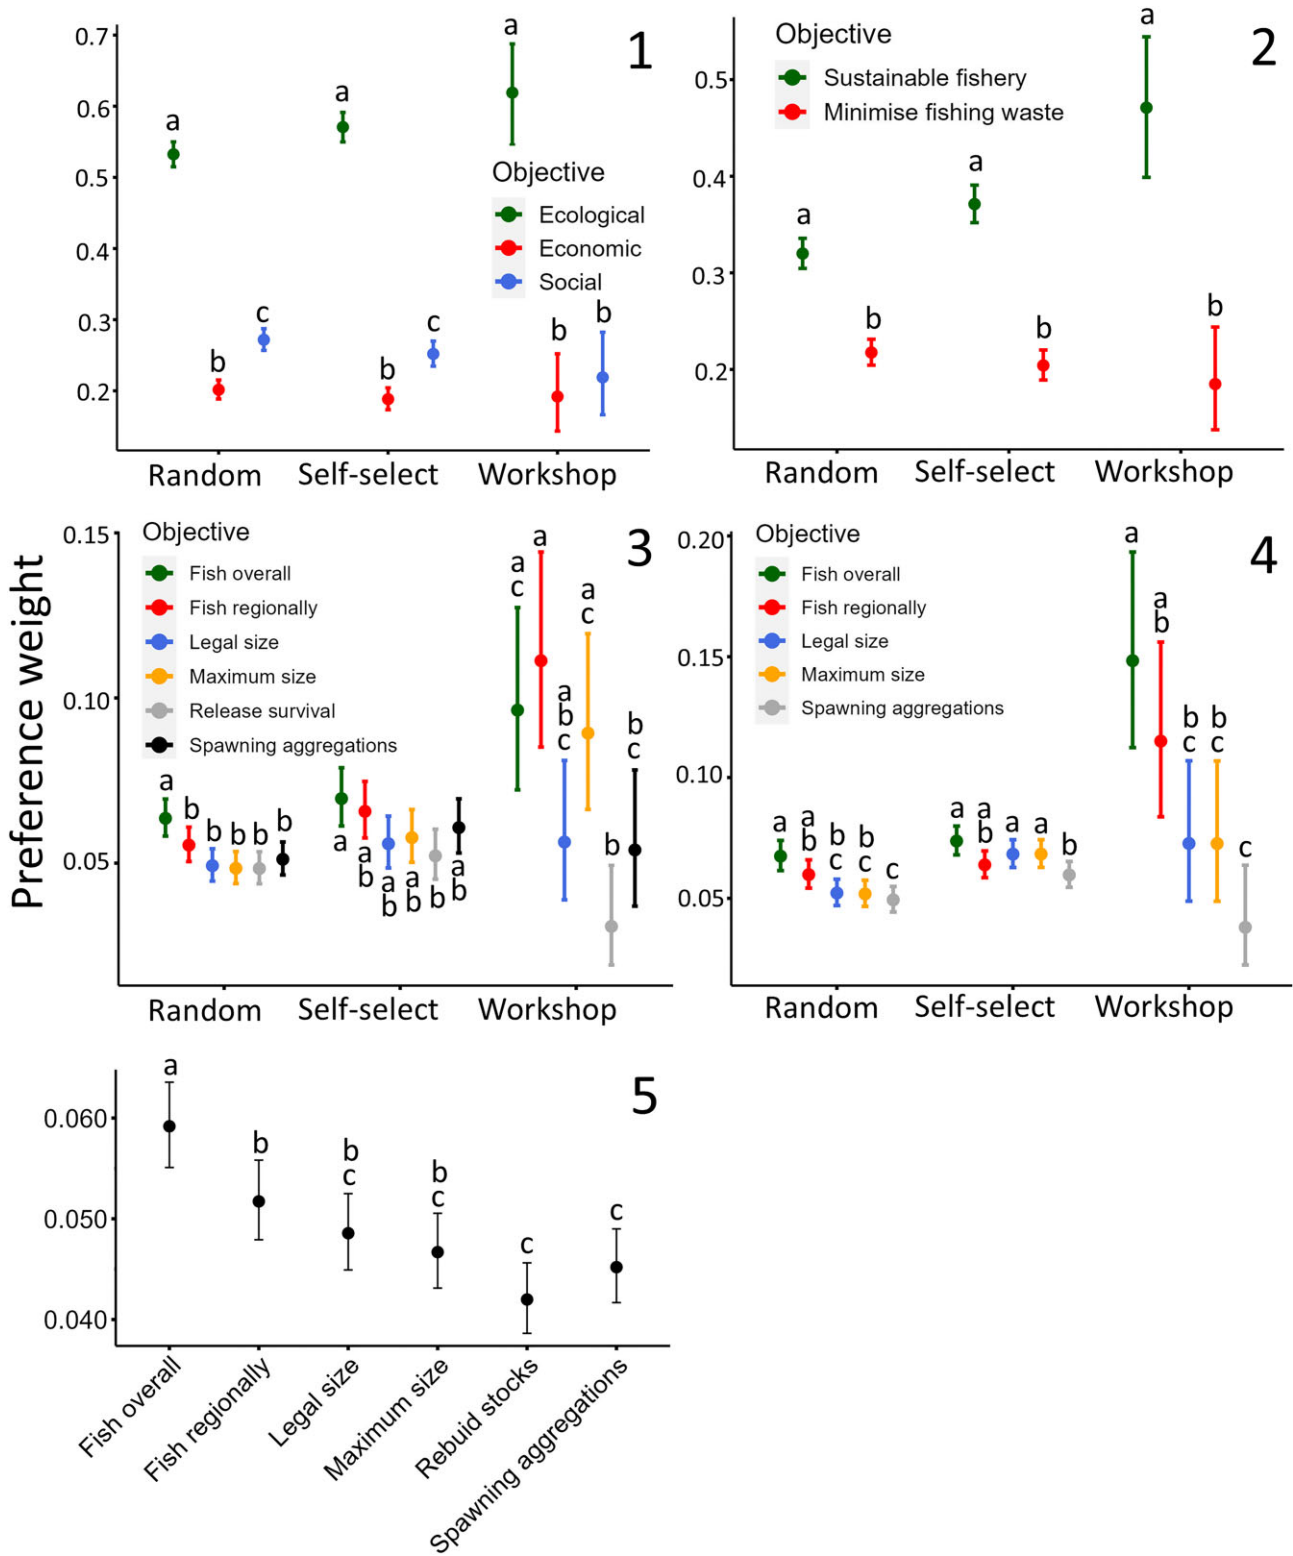 1
0.7
0.6
0.5
0.4
0.3
0.2
a
b
c
a
b
c
a
b
b
Objective
Ecological
Economic
Social
Random
Self-select
Workshop
2
Objective
Sustainable fishery
Minimise fishing waste
0.5
0.4
0.3
0.2
a
b
a
b
a
b
Random
Self-select
Workshop
Preference weight
3
Objective
Fish overall
Fish regionally
Legal size
Maximum size
Release survival
Spawning aggregations
0.15
0.10
0.05
a
b
b
b
b
b
a
a
b
a
b
a
b
b
a
b
a
c
a
a
b
c
a
c
b
b
c
Random
Self-select
Workshop
4
Objective
Fish overall
Fish regionally
Legal size
Maximum size
Spawning aggregations
0.20
0.15
0.10
0.05
a
a
b
b
c
b
c
c
a
a
b
a
a
b
a
a
b
b
c
b
c
c
Random
Self-select
Workshop
5
0.060
0.050
0.040
a
b
b
c
b
c
c
c
Fish overall
Fish regionally
Legal size
Maximum size
Rebuid stocks
Spawning aggregations